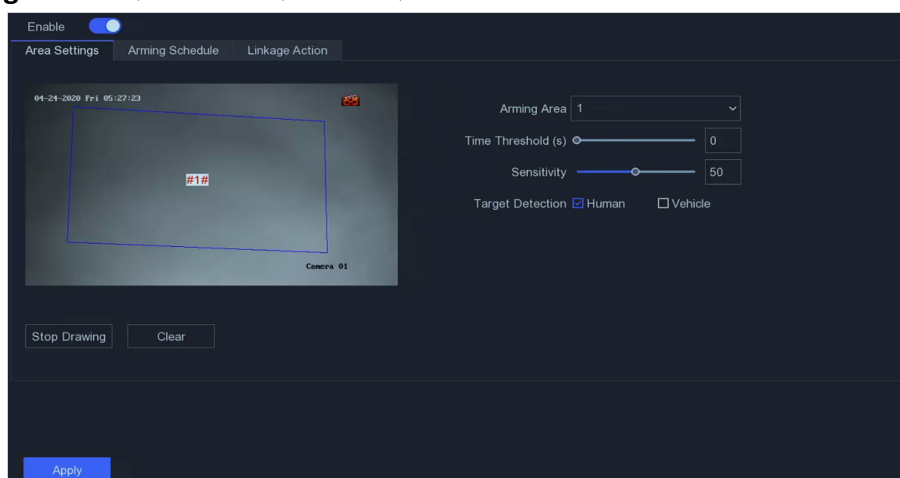 Enable
Area Settings Arming Schedule Linkage Action
04-24-2020 Fri 05:27:23
#1#
Camera 01
Arming Area 1
Time Threshold (s) 0
Sensitivity 50
Target Detection Human Vehicle
Stop Drawing Clear
Apply